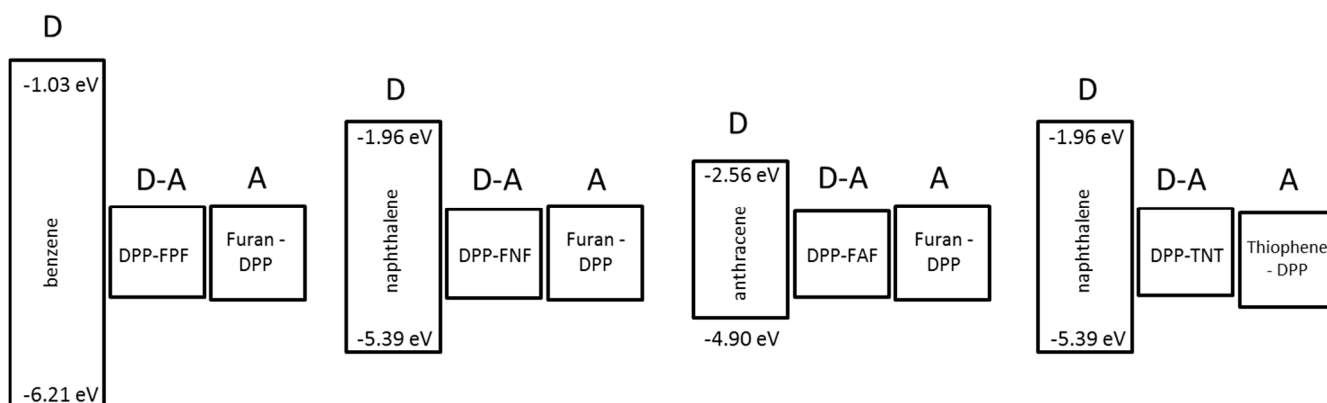 D
-1.03 eV
benzene
-6.21 eV
D-A
DPP-FPF
A
Furan -
DPP
D
-1.96 eV
naphthalene
-5.39 eV
D-A
DPP-FNF
A
Furan -
DPP
D
-2.56 eV
anthracene
-4.90 eV
D-A
DPP-FAF
A
Furan -
DPP
D
-1.96 eV
naphthalene
-5.39 eV
D-A
DPP-TNT
A
Thiophene
- DPP